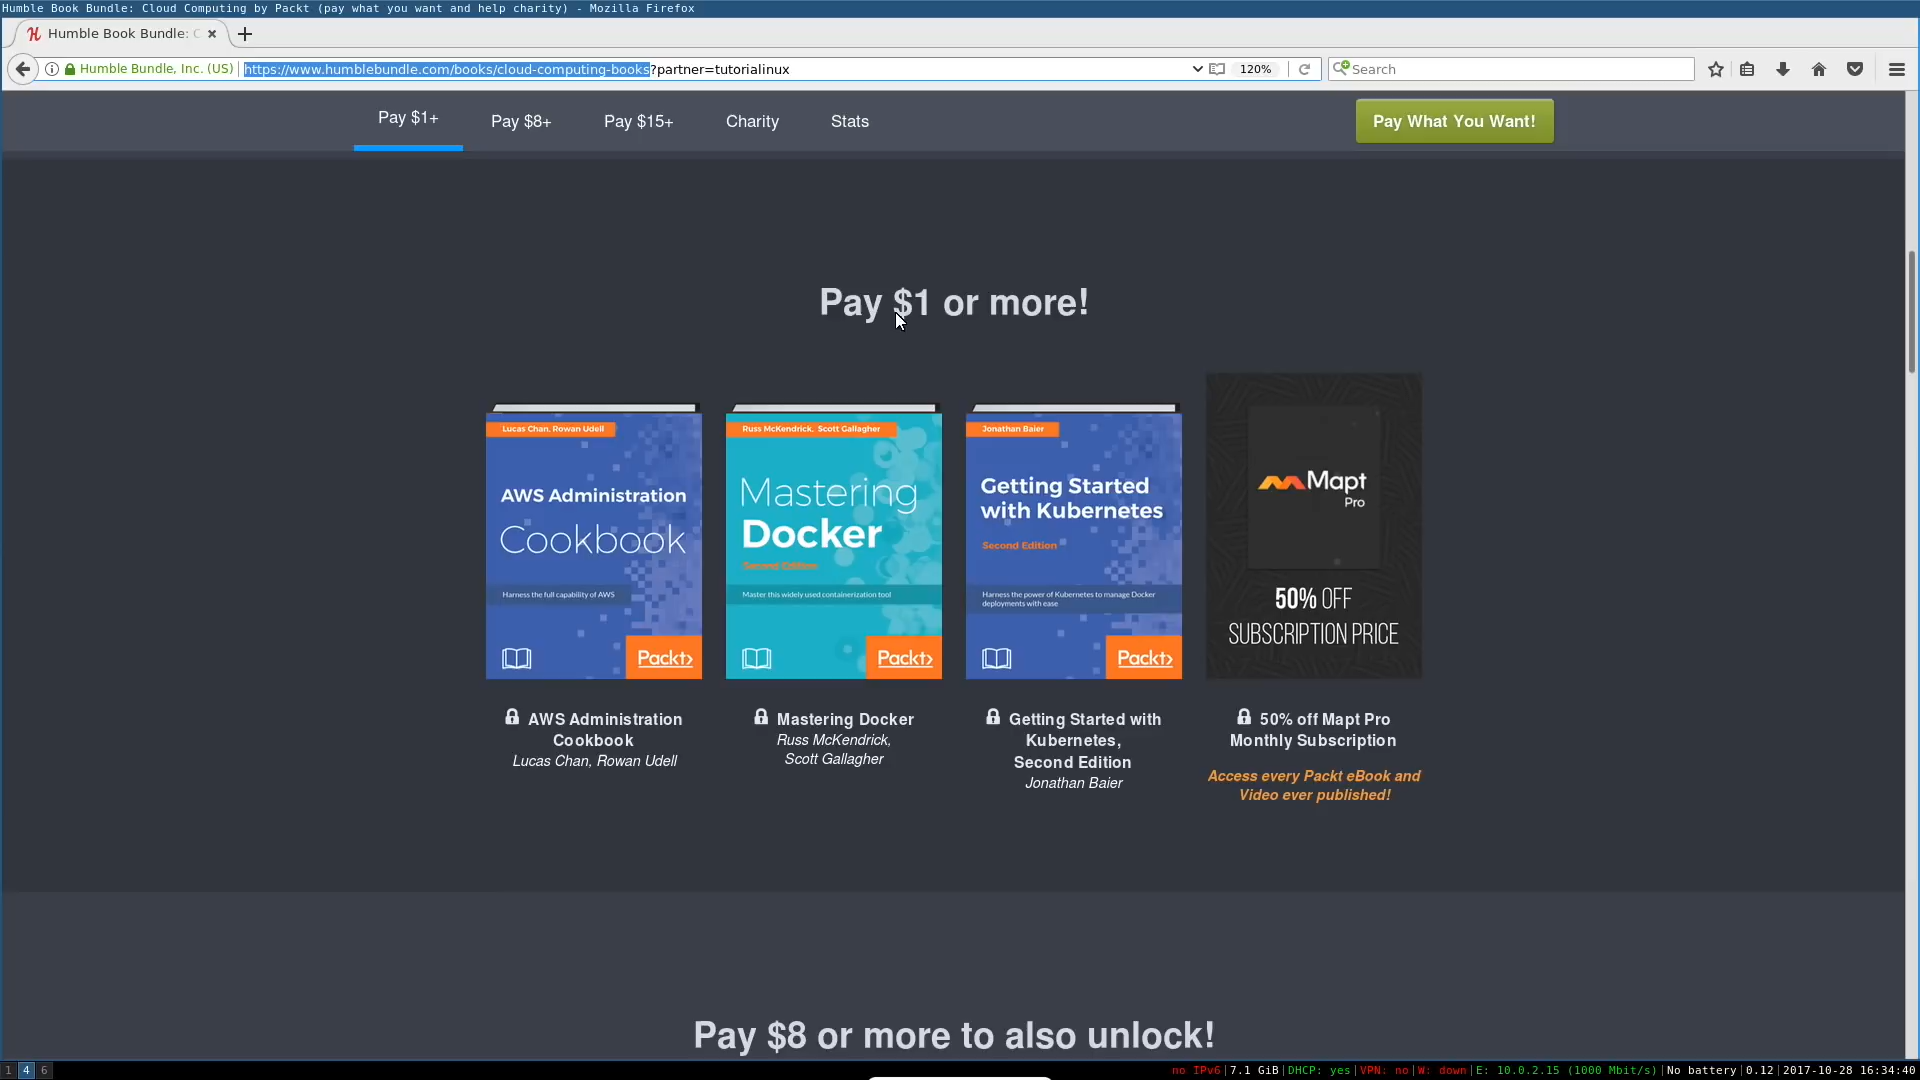 Humble Book Bundle: Cloud Computing by Packt (pay what you want and help charity) - Mozilla Firefox
Humble Book Bundle: C
Humble Bundle, Inc. (US) https://www.humblebundle.com/books/cloud-computing-books?partner=tutorialinux 120% Search
Pay $1+ Pay $8+ Pay $15+ Charity Stats Pay What You Want!
Pay $1 or more!
Lucas Chan, Rowan Udell
AWS Administration
Cookbook
Harness the full capability of AWS
Packt>
Russ McKendrick, Scott Gallagher
Mastering
Docker
Second Edition
Master this widely used containerization tool
Packt>
Jonathan Baier
Getting Started
with Kubernetes
Second Edition
Harness the power of Kubernetes to manage Docker
deployments with ease
Packt>
Mapt
Pro
50% OFF
SUBSCRIPTION PRICE
AWS Administration
Cookbook
Lucas Chan, Rowan Udell
Mastering Docker
Russ McKendrick,
Scott Gallagher
Getting Started with
Kubernetes,
Second Edition
Jonathan Baier
50% off Mapt Pro
Monthly Subscription
Access every Packt eBook and
Video ever published!
Pay $8 or more to also unlock!
1 4 6 no IPv6|7.1 GiB|DHCP: yes|VPN: no|W: down|E: 10.0.2.15 (1000 Mbit/s)|No battery|0.12|2017-10-28 16:34:40